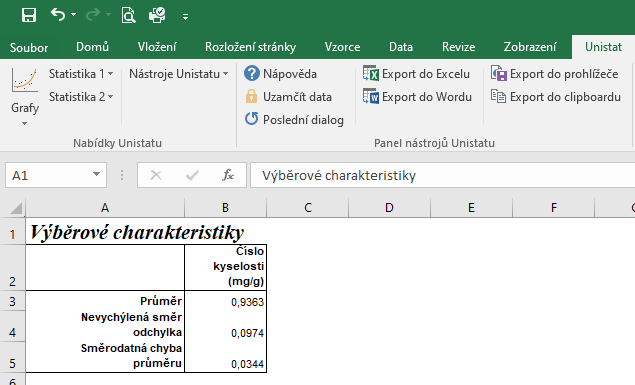 Soubor Domů Vložení Rozložení stránky Vzorce Data Revize Zobrazení Unistat
Statistika 1 Nástroje Unistatu Nápověda Export do Excelu Export do prohlížeče
Grafy Statistika 2 Uzamčít data Export do Wordu Export do clipboardu
Poslední dialog
Nabídky Unistatu Panel nástrojů Unistatu
A1 fx Výběrové charakteristiky
A B C D E F
1 Výběrové charakteristiky
Číslo
kyselosti
2 (mg/g)
3 Průměr 0,9363
Nevychýlená směr
4 odchylka 0,0974
Směrodatná chyba
5 průměru 0,0344